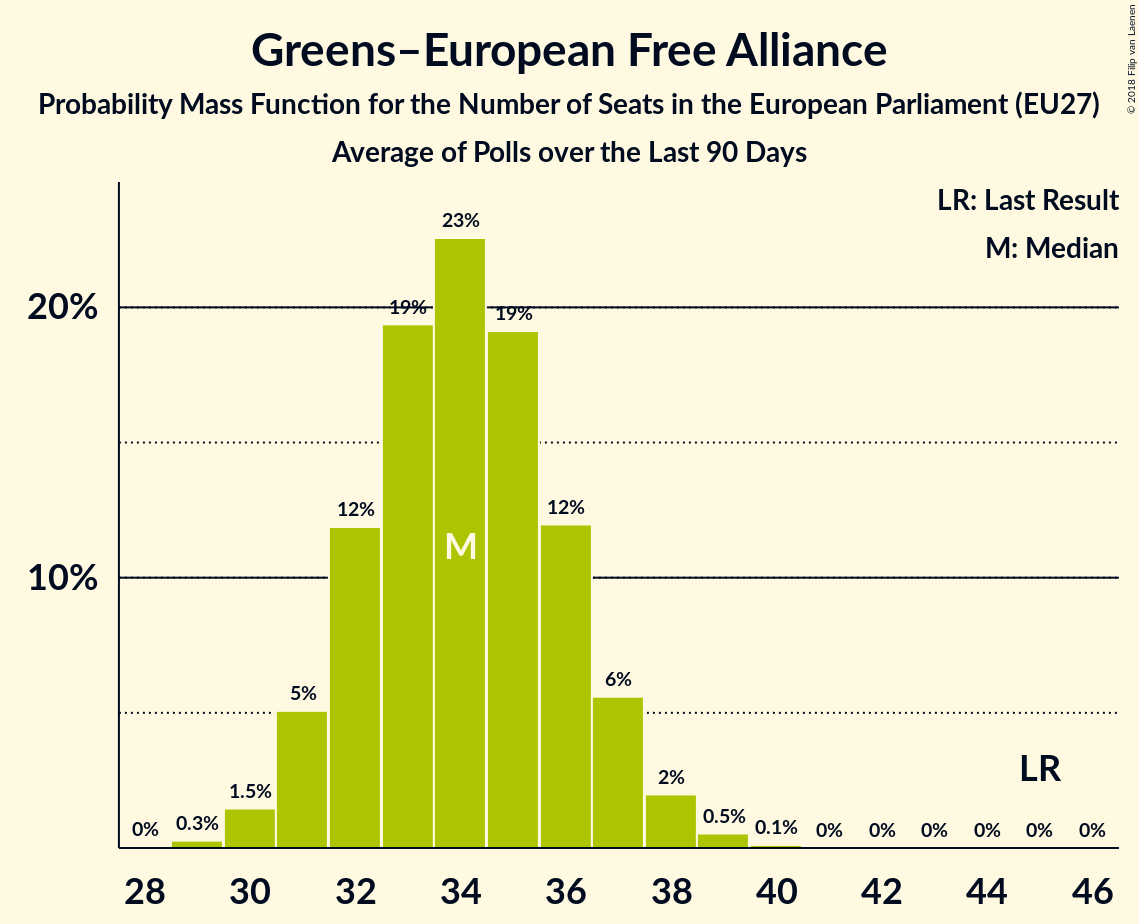 Greens–European Free Alliance
Probability Mass Function for the Number of Seats in the European Parliament (EU27)
Average of Polls over the Last 90 Days
© 2018 Filip van Laenen
LR: Last Result
M: Median
20%
10%
0%
0.3%
1.5%
5%
12%
19%
23%
19%
12%
6%
2%
0.5%
0.1%
0%
0%
0%
0%
0%
0%
M
LR
28 30 32 34 36 38 40 42 44 46